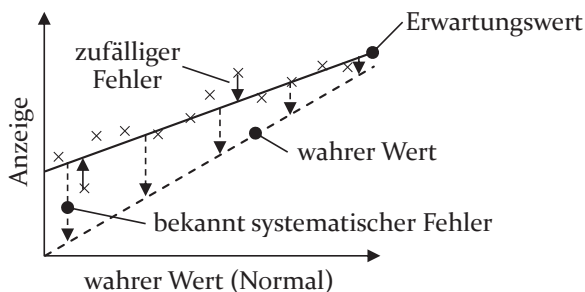 Erwartungswert
zufälliger
Fehler
Anzeige
wahrer Wert
bekannt systematischer Fehler
wahrer Wert (Normal)